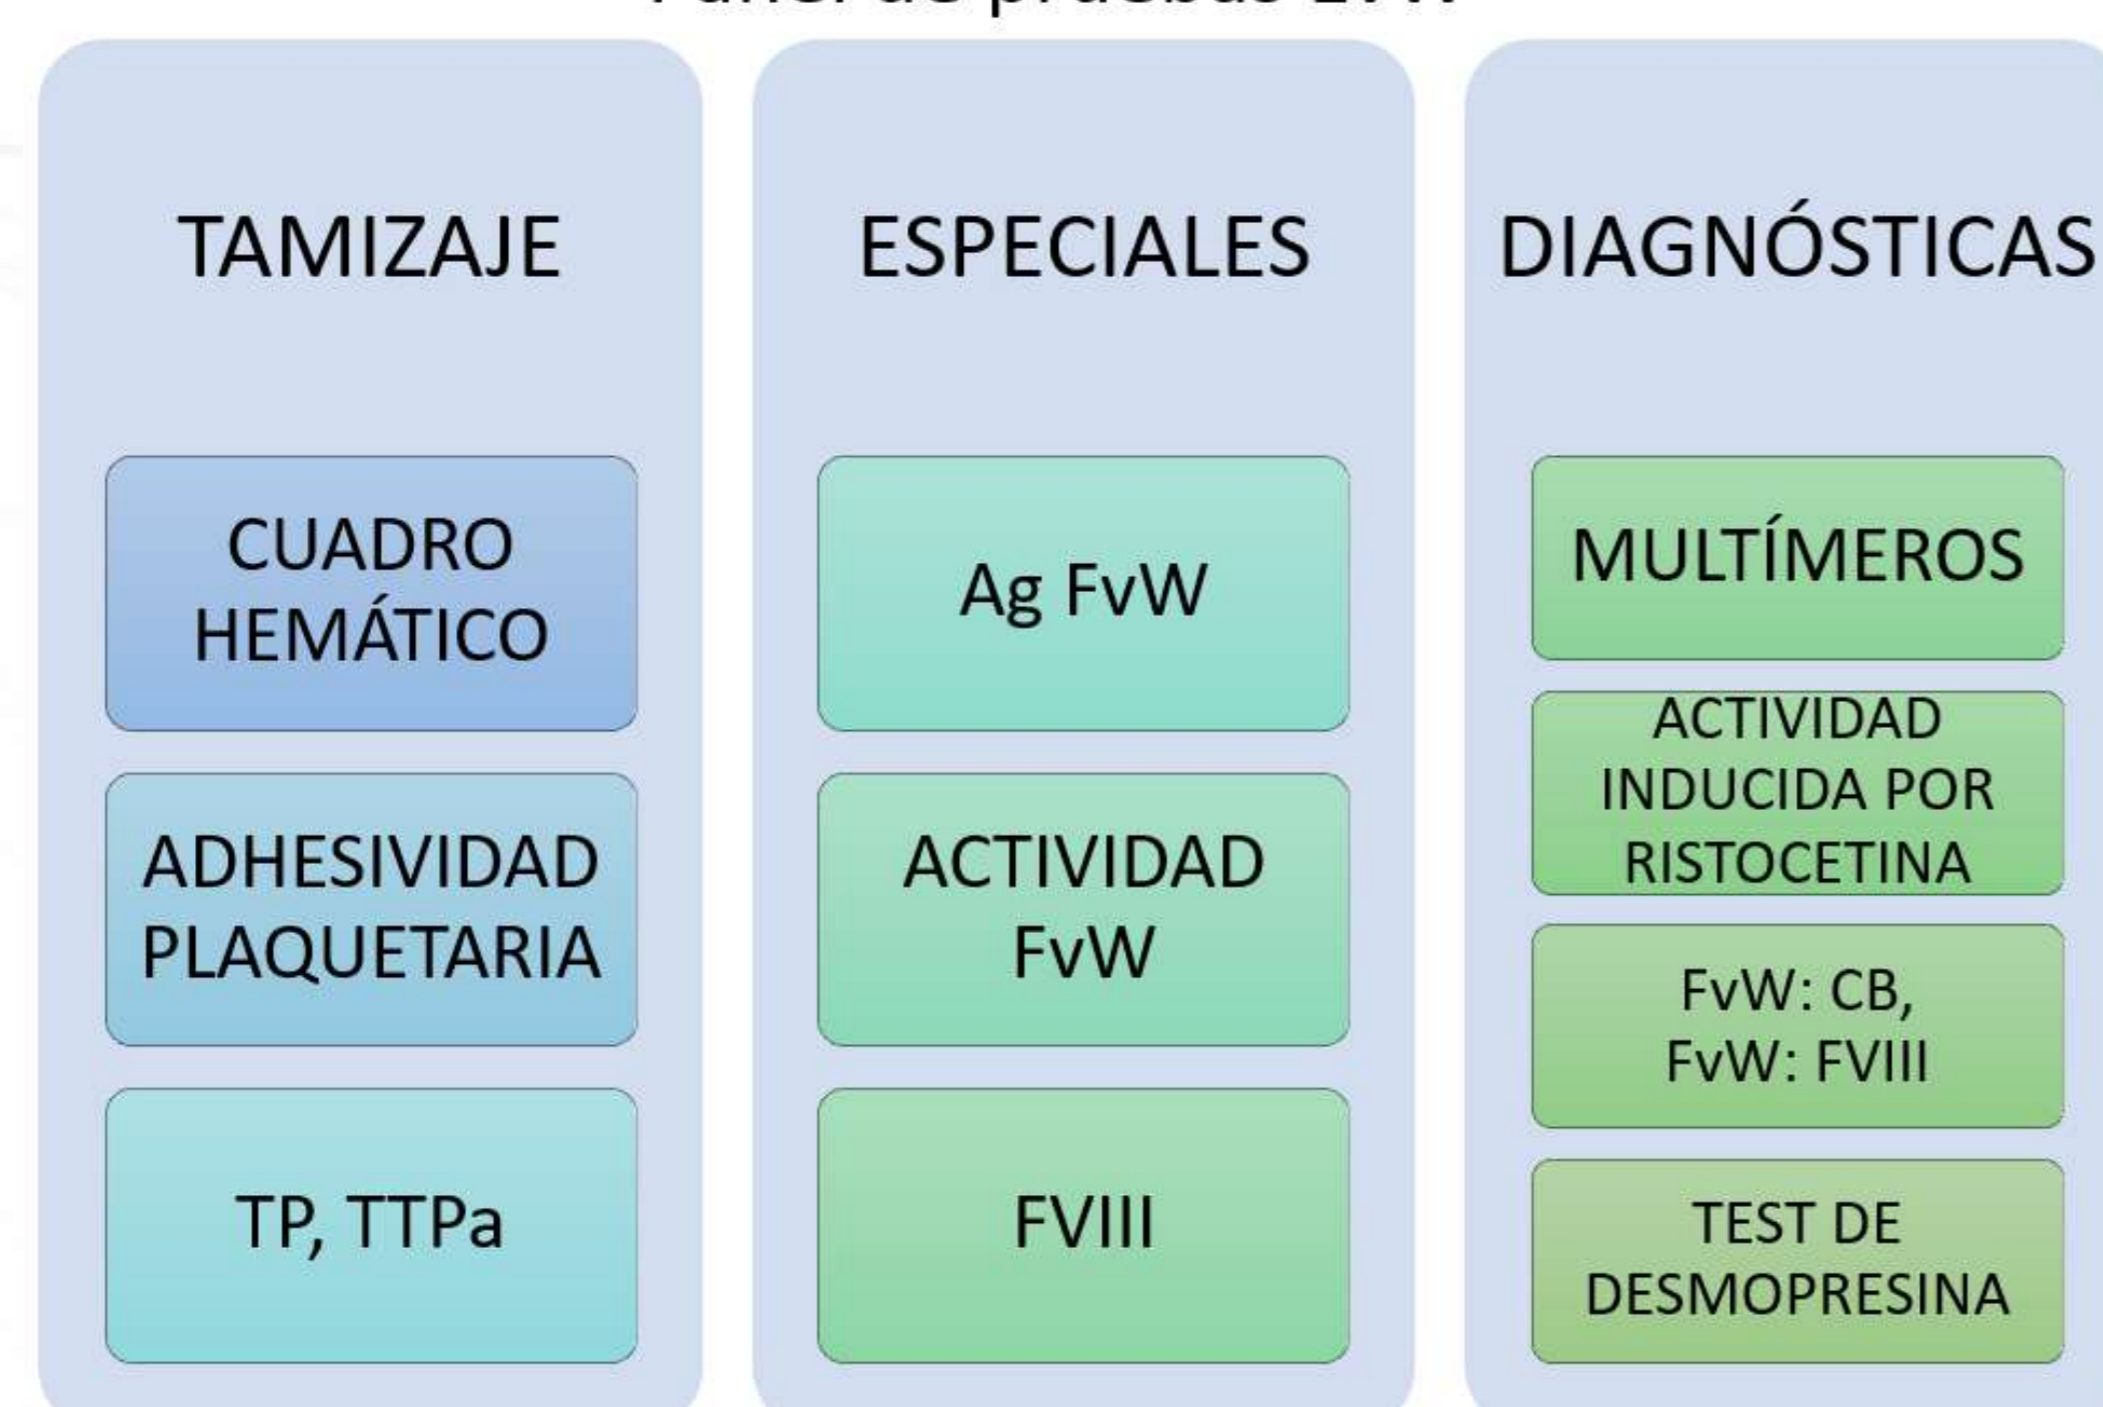 TAMIZAJE
CUADRO
HEMÁTICO
ADHESIVIDAD
PLAQUETARIA
TP, TTPa
ESPECIALES
Ag FvW
ACTIVIDAD
FvW
FVIII
DIAGNÓSTICAS
MULTÍMEROS
ACTIVIDAD
INDUCIDA POR
RISTOCETINA
FvW: CB,
FvW: FVIII
TEST DE
DESMOPRESINA